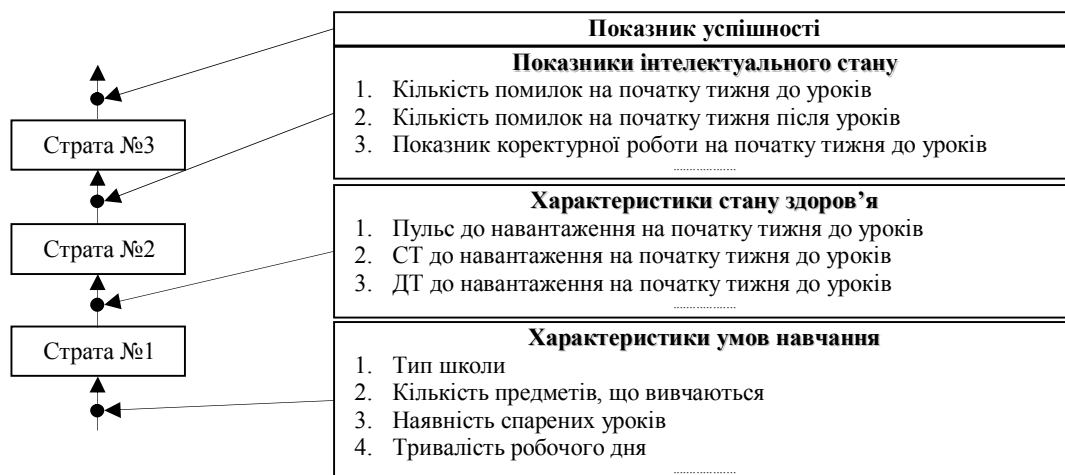 Показник успішності
Показники інтелектуального стану
1. Кількість помилок на початку тижня до уроків
2. Кількість помилок на початку тижня після уроків
3. Показник коректурної роботи на початку тижня до уроків
....................
Страта №3
Характеристики стану здоров’я
1. Пульс до навантаження на початку тижня до уроків
2. СТ до навантаження на початку тижня до уроків
3. ДТ до навантаження на початку тижня до уроків
....................
Страта №2
Характеристики умов навчання
1. Тип школи
2. Кількість предметів, що вивчаються
3. Наявність спарених уроків
4. Тривалість робочого дня
....................
Страта №1